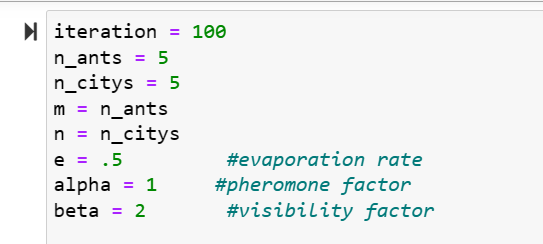 iteration = 100
n_ants = 5
n_citys = 5
m = n_ants
n = n_citys
e = .5         #evaporation rate
alpha = 1     #pheromone factor
beta = 2       #visibility factor